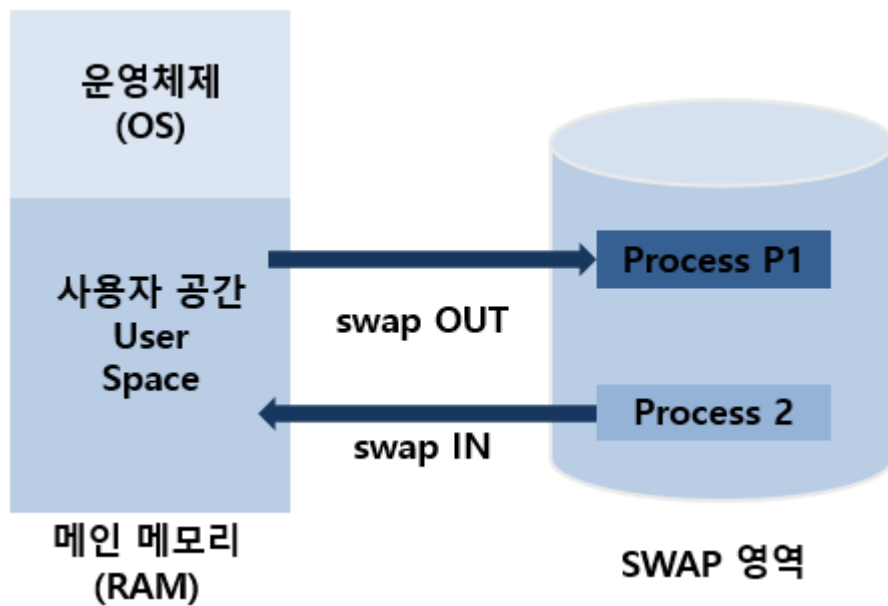 운영체제
(OS)
사용자 공간
User
Space
메인 메모리
(RAM)
swap OUT
swap IN
Process P1
Process 2
SWAP 영역